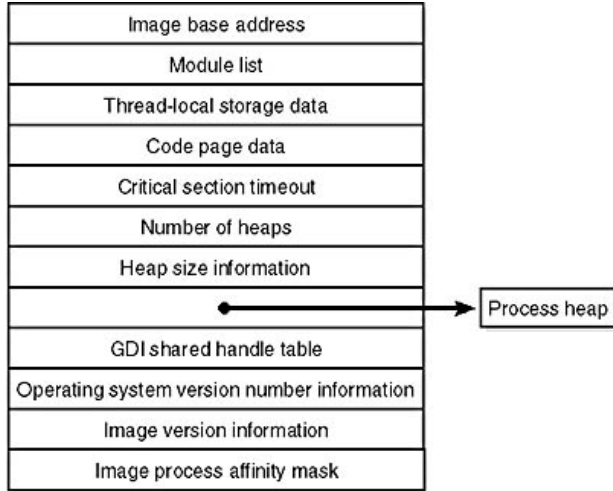 Image base address
Module list
Thread-local storage data
Code page data
Critical section timeout
Number of heaps
Heap size information
Process heap
GDI shared handle table
Operating system version number information
Image version information
Image process affinity mask